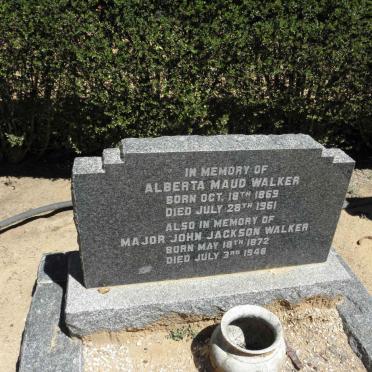 IN MEMORY OF
ALBERTA MAUD WALKER
BORN OCT. 18TH 1869
DIED JULY 28TH 1961
ALSO IN MEMORY OF
MAJOR JOHN JACKSON WALKER
BORN MAY 18TH 1872
DIED JULY 3RD 1948